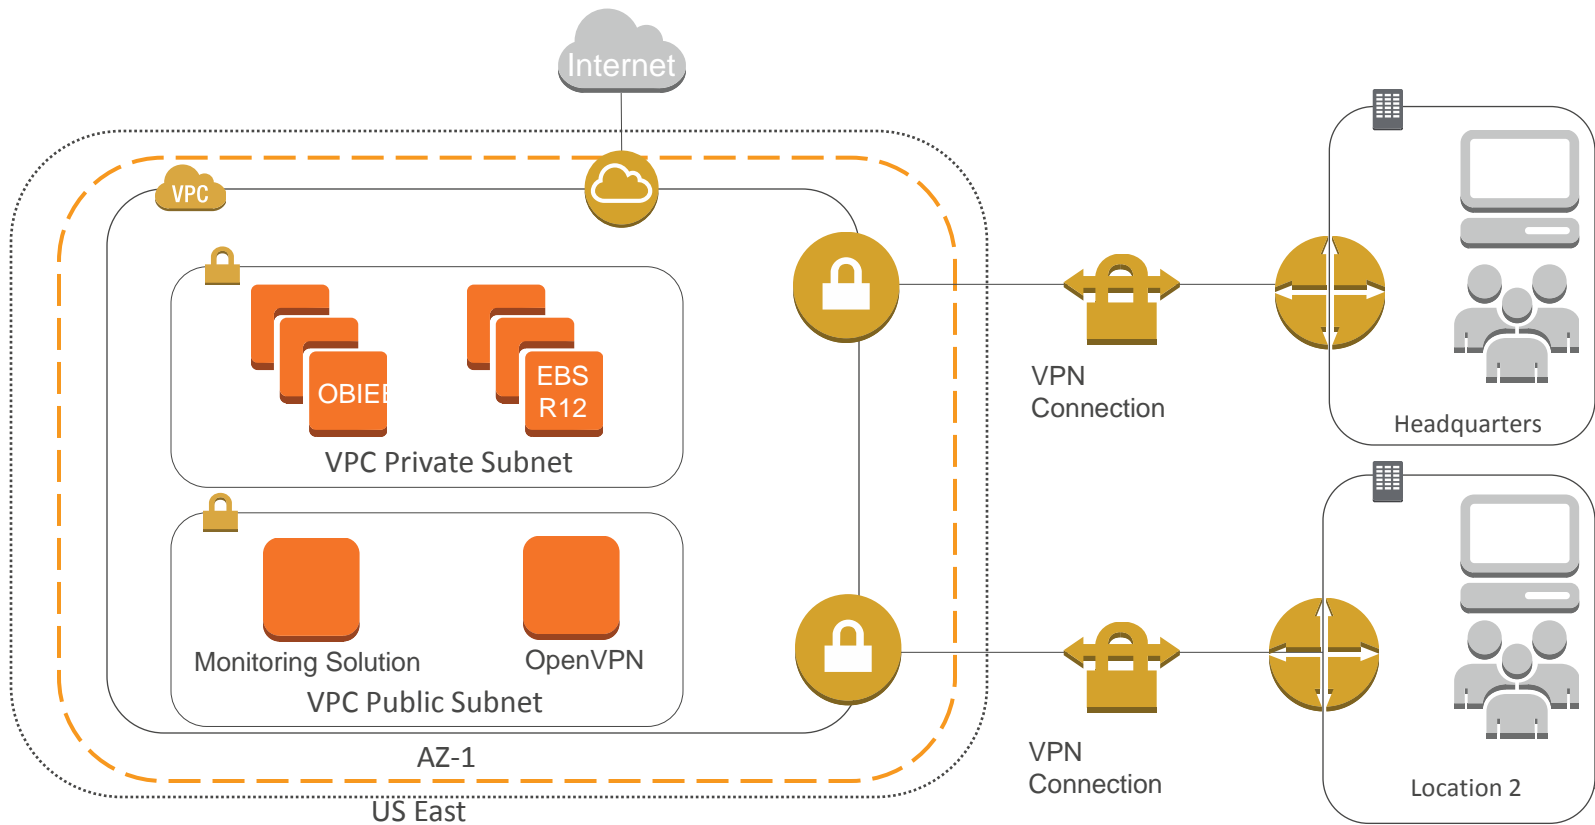 Internet
VPC
OBIEE
EBS
R12
VPC Private Subnet
Monitoring Solution
OpenVPN
VPC Public Subnet
AZ-1
US East
VPN
Connection
Headquarters
VPN
Connection
Location 2